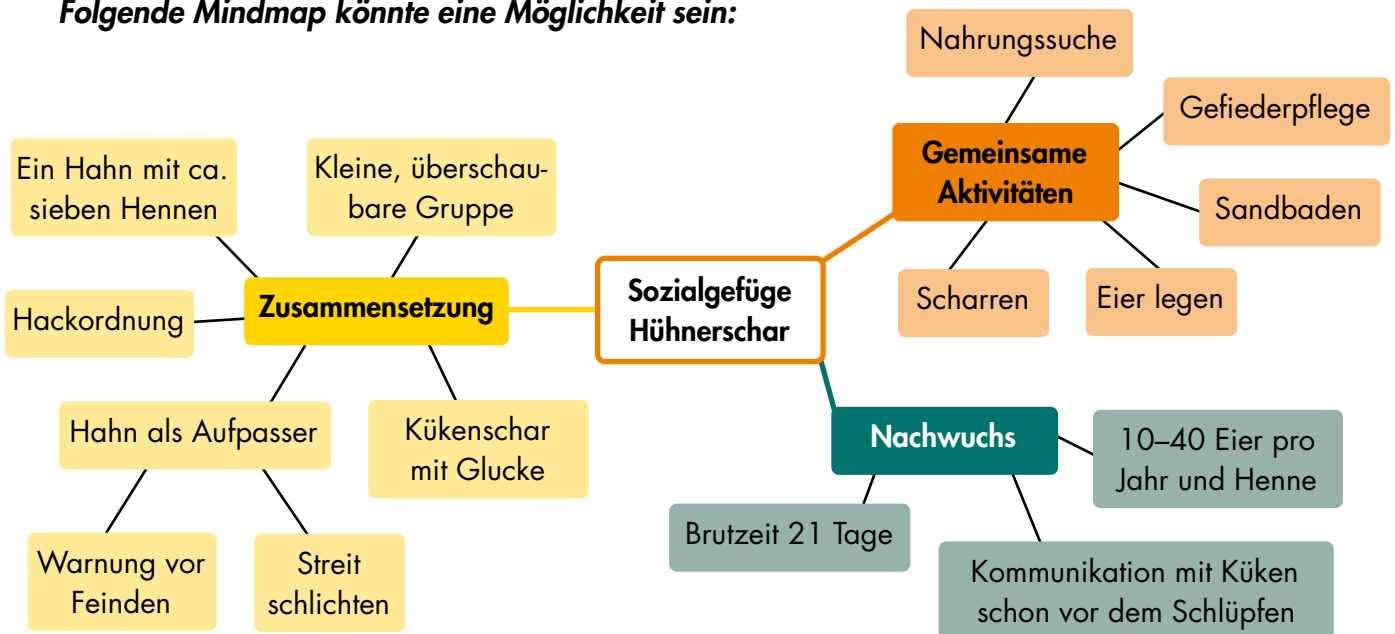 Folgende Mindmap könnte eine Möglichkeit sein:
Nahrungssuche
Gefiederpflege
Gemeinsame
Aktivitäten
Sandbaden
Scharren
Eier legen
Ein Hahn mit ca.
sieben Hennen
Kleine, überschau-
bare Gruppe
Hackordnung
Zusammensetzung
Sozialgefüge
Hühnerschar
Hahn als Aufpasser
Kükenschar
mit Glucke
Warnung vor
Feinden
Streit
schlichten
Nachwuchs
10–40 Eier pro
Jahr und Henne
Brutzeit 21 Tage
Kommunikation mit Küken
schon vor dem Schlüpfen